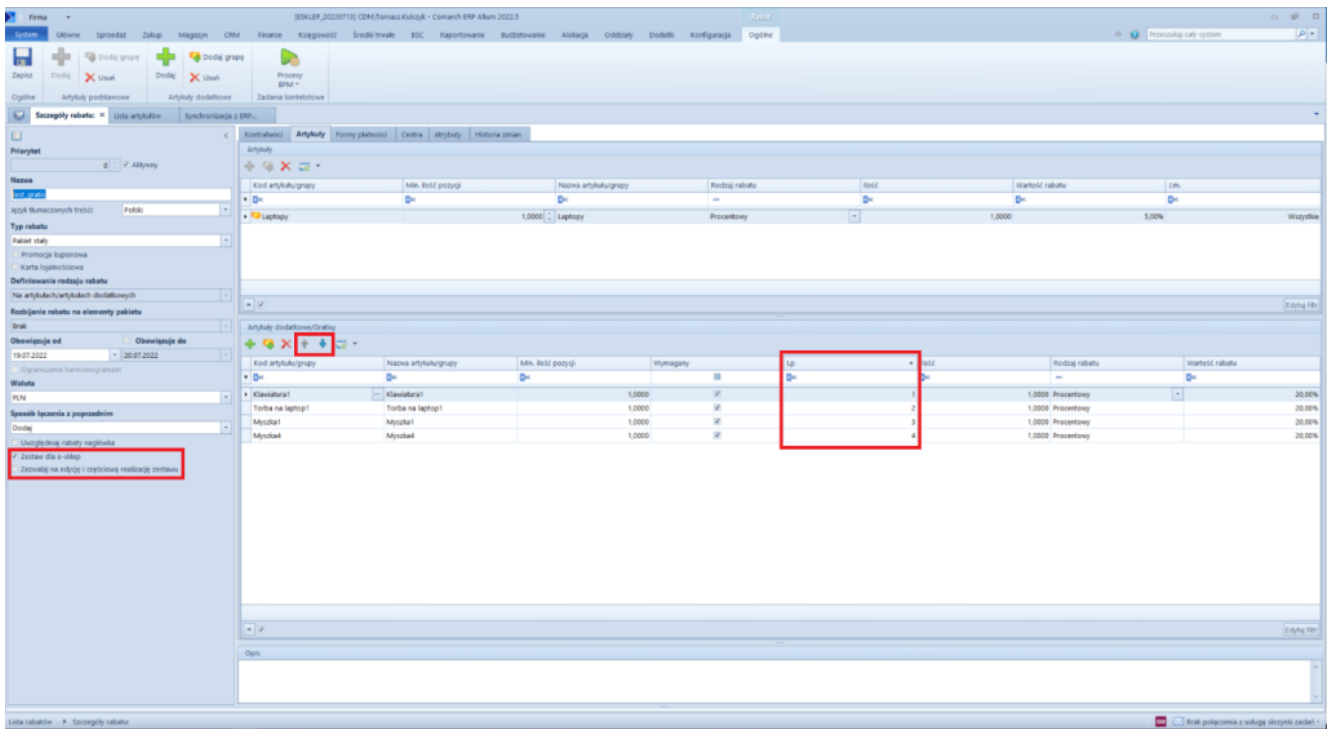 Firma
[ESKLEP_20220713] CDN\Tomasz.Kulczyk - Comarch ERP Altum 2022.5
Rabat
System Główne Sprzedaż Zakup Magazyn CRM Finanse Księgowość Środki trwałe BSC Raportowanie Budżetowanie Alokacja Oddziały Dodatki Konfiguracja Ogólne
Przeszukaj cały system
Zapisz Dodaj Dodaj grupę Usuń Dodaj Dodaj grupę Usuń Procesy BPM
Ogólne Artykuły podstawowe Artykuły dodatkowe Zadania kontekstowe
Szczegóły rabatu: Lista artykułów Synchronizacja z ERP...
Kontrahenci Artykuły Formy płatności Centra Atrybuty Historia zmian
Priorytet
0 Aktywny
Nazwa
test_gratis
Język tłumaczonych treści: Polski
Typ rabatu
Pakiet stały
Promocja kuponowa
Karta lojalnościowa
Definiowanie rodzaju rabatu
Na artykułach/artykułach dodatkowych
Rozbijanie rabatu na elementy pakietu
Brak
Obowiązuje od Obowiązuje do
19.07.2022 20.07.2022
Ograniczenia harmonogramem
Waluta
PLN
Sposób łączenia z poprzednim
Dodaj
Uwzględniaj rabaty nagłówka
Zestaw dla e-sklep
Zezwalaj na edycję i częściową realizację zestawu
Artykuły
Kod artykułu/grupy Min. ilość pozycji Nazwa artykułu/grupy Rodzaj rabatu Ilość Wartość rabatu J.m.
Laptopy 1,0000 Laptopy Procentowy 1,0000 5,00% Wszystkie
Edytuj filtr
Artykuły dodatkowe/Gratisy
Kod artykułu/grupy Nazwa artykułu/grupy Min. ilość pozycji Wymagany Lp Ilość Rodzaj rabatu Wartość rabatu
Klawiatura1 Klawiatura1 1,0000 1 1,0000 Procentowy 20,00%
Torba na laptop1 Torba na laptop1 1,0000 2 1,0000 Procentowy 20,00%
Myszka1 Myszka1 1,0000 3 1,0000 Procentowy 20,00%
Myszka4 Myszka4 1,0000 4 1,0000 Procentowy 20,00%
Edytuj filtr
Opis
Lista rabatów Szczegóły rabatu
Brak połączenia z usługą skrzynki zadań